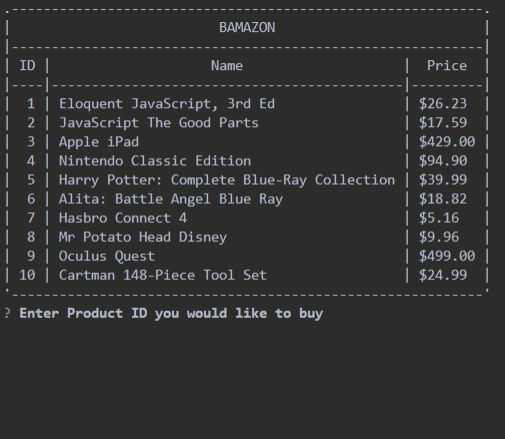 BAMAZON
ID | Name | Price
1 | Eloquent JavaScript, 3rd Ed | $26.23
2 | JavaScript The Good Parts | $17.59
3 | Apple iPad | $429.00
4 | Nintendo Classic Edition | $94.90
5 | Harry Potter: Complete Blue-Ray Collection | $39.99
6 | Alita: Battle Angel Blue Ray | $18.82
7 | Hasbro Connect 4 | $5.16
8 | Mr Potato Head Disney | $9.96
9 | Oculus Quest | $499.00
10 | Cartman 148-Piece Tool Set | $24.99
? Enter Product ID you would like to buy